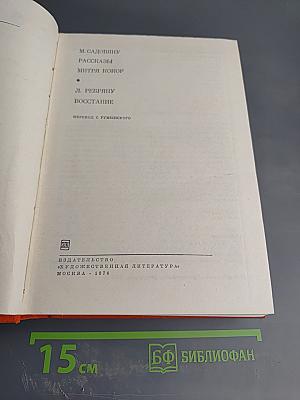 М. САДОВЯНУ
РАССКАЗЫ
МИТРЯ КОКОР
Л. РЕБРЯНУ
ВОССТАНИЕ
ПЕРЕВОД С РУМЫНСКОГО
ИЗДАТЕЛЬСТВО
«ХУДОЖЕСТВЕННАЯ ЛИТЕРАТУРА»
МОСКВА · 1976
15 см
БФ БИБЛИОФАН